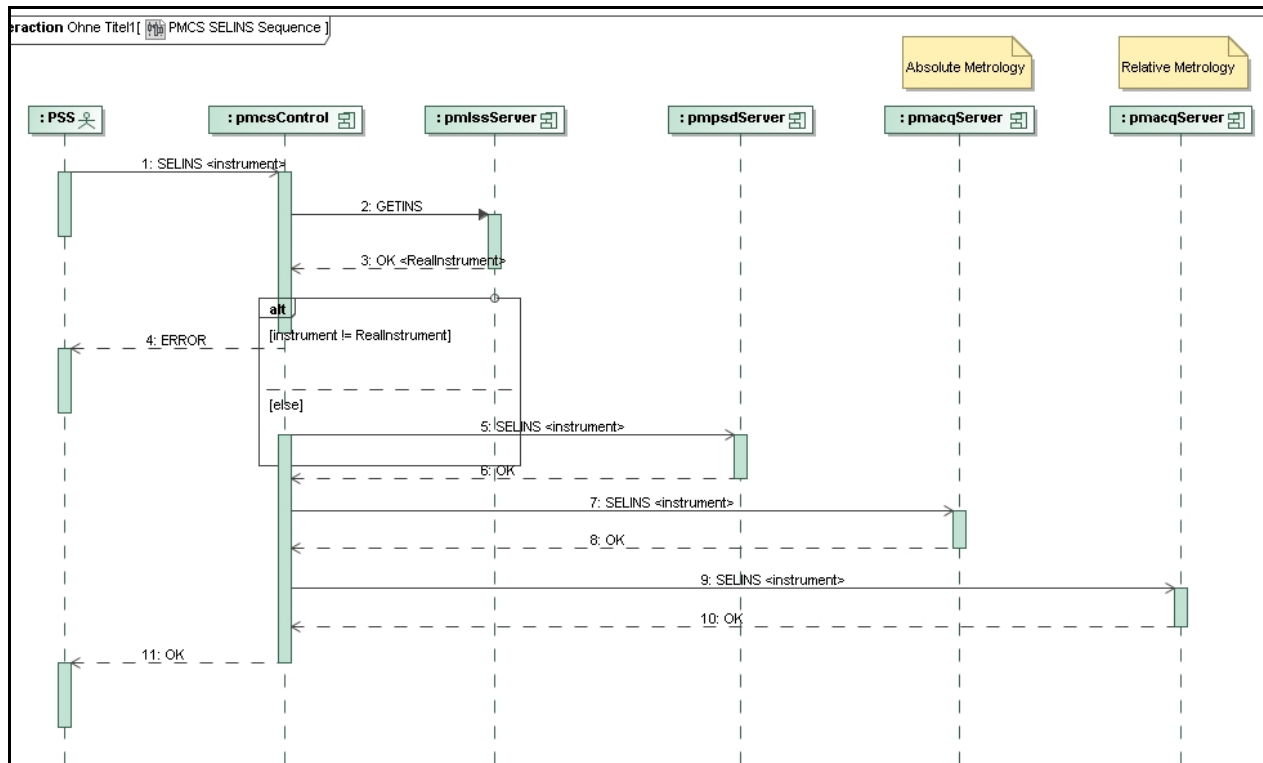 eraction Ohne Titel1[ PMCS SELINS Sequence ]
Absolute Metrology
Relative Metrology
: PSS
: pmcsControl
: pmlssServer
: pmpsdServer
: pmacqServer
: pmacqServer
1: SELINS <instrument>
2: GETINS
3: OK <RealInstrument>
alt
[instrument != RealInstrument]
4: ERROR
[else]
5: SELINS <instrument>
6: OK
7: SELINS <instrument>
8: OK
9: SELINS <instrument>
10: OK
11: OK